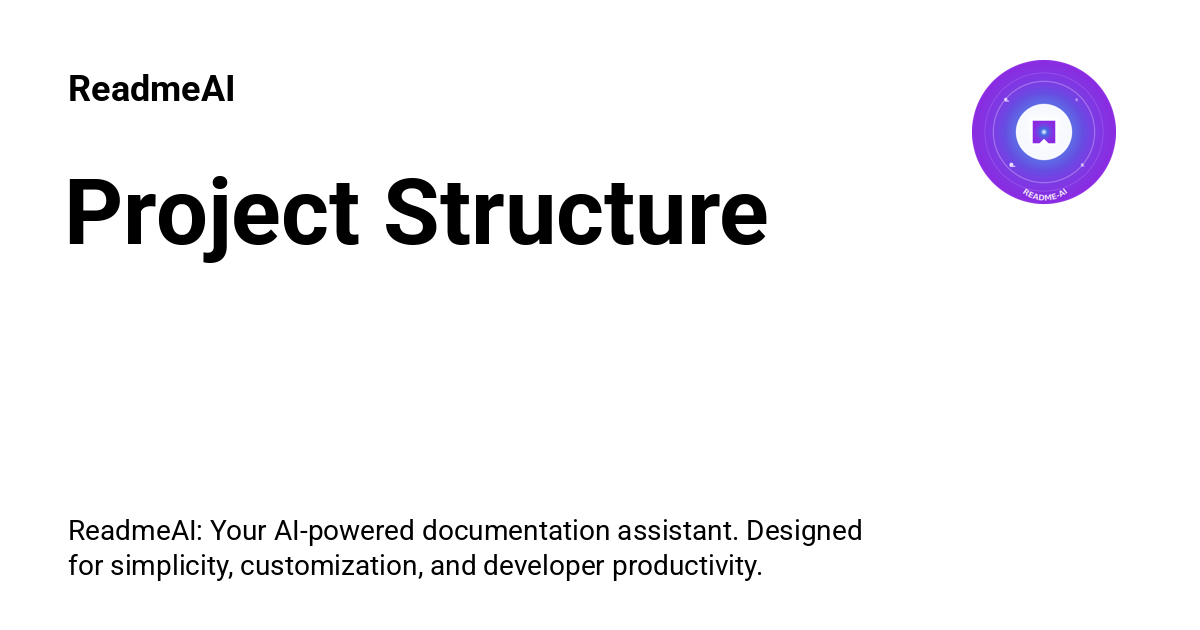 ReadmeAI
Project Structure
README-AI
ReadmeAI: Your AI-powered documentation assistant. Designed
for simplicity, customization, and developer productivity.